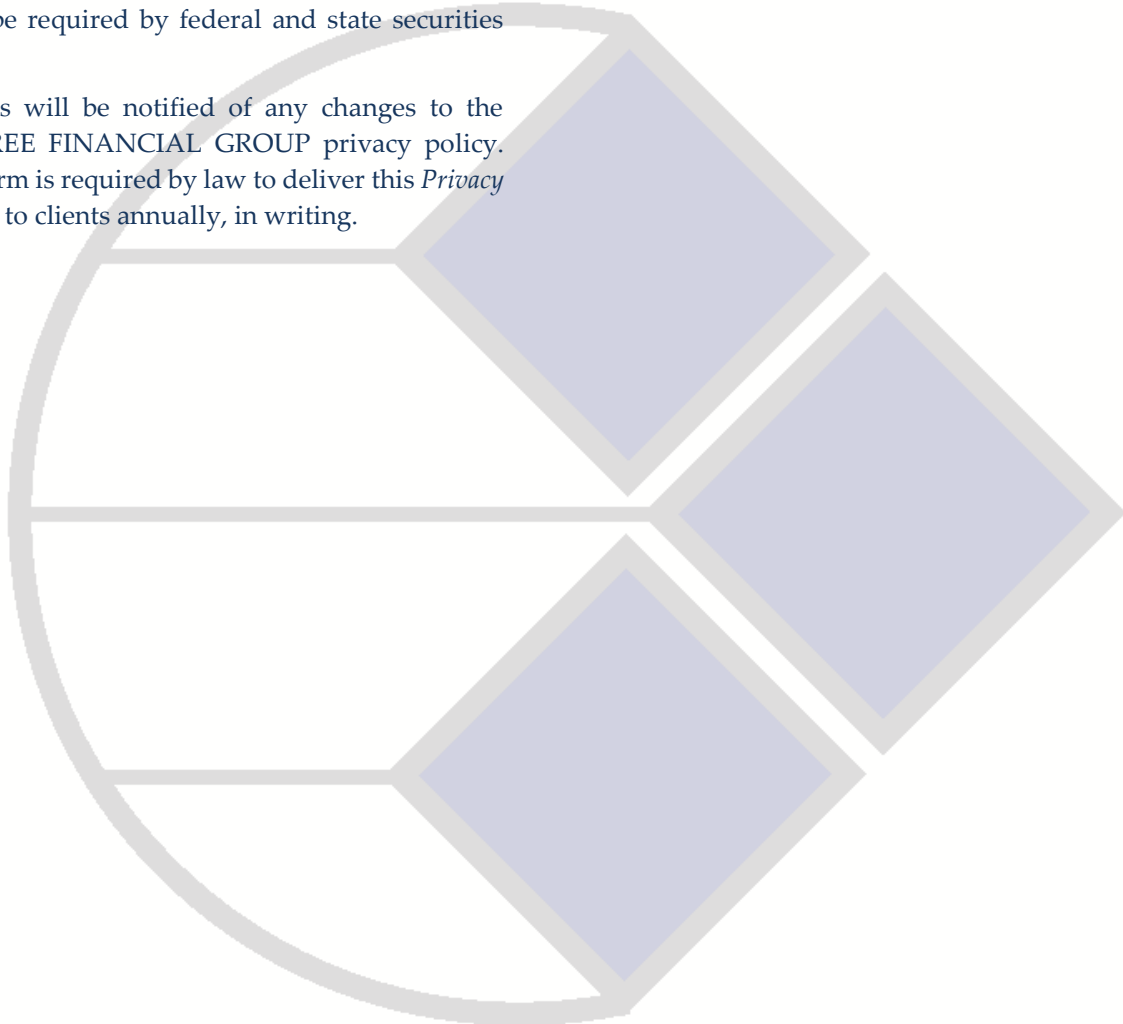 be required by federal and state securities
s will be notified of any changes to the
REE FINANCIAL GROUP privacy policy.
rm is required by law to deliver this Privacy
to clients annually, in writing.